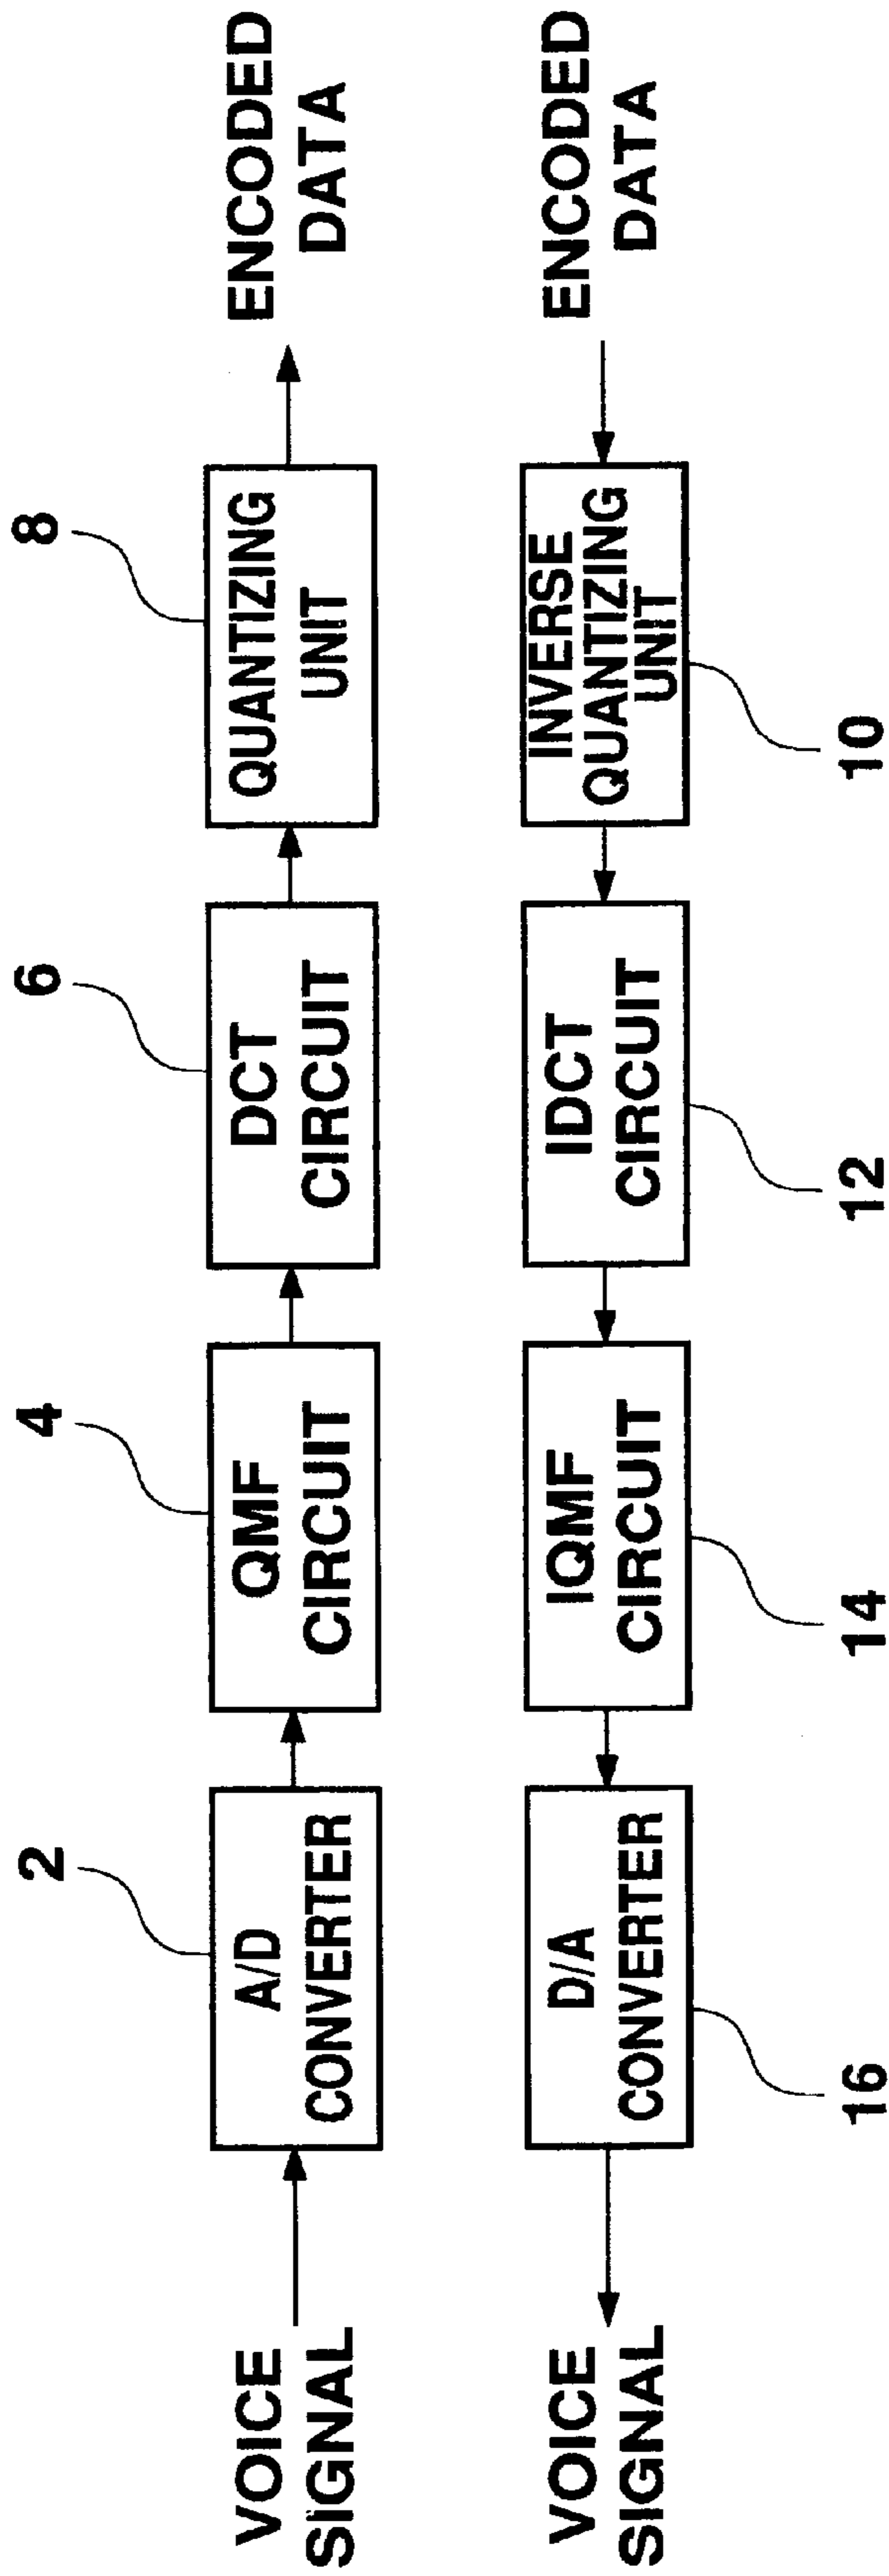 2
4
6
8
VOICE
SIGNAL
A/D
CONVERTER
QMF
CIRCUIT
DCT
CIRCUIT
QUANTIZING
UNIT
ENCODED
DATA
VOICE
SIGNAL
D/A
CONVERTER
IQMF
CIRCUIT
IDCT
CIRCUIT
INVERSE
QUANTIZING
UNIT
ENCODED
DATA
16
14
12
10